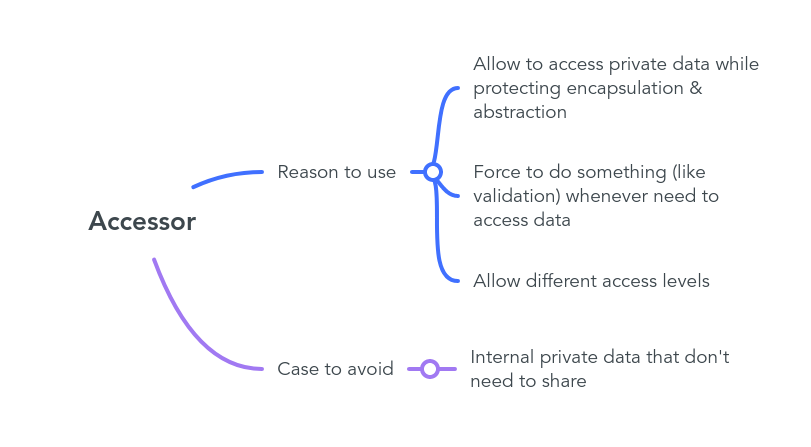 Accessor
Reason to use
Allow to access private data while
protecting encapsulation &
abstraction
Force to do something (like
validation) whenever need to
access data
Allow different access levels
Case to avoid
Internal private data that don't
need to share